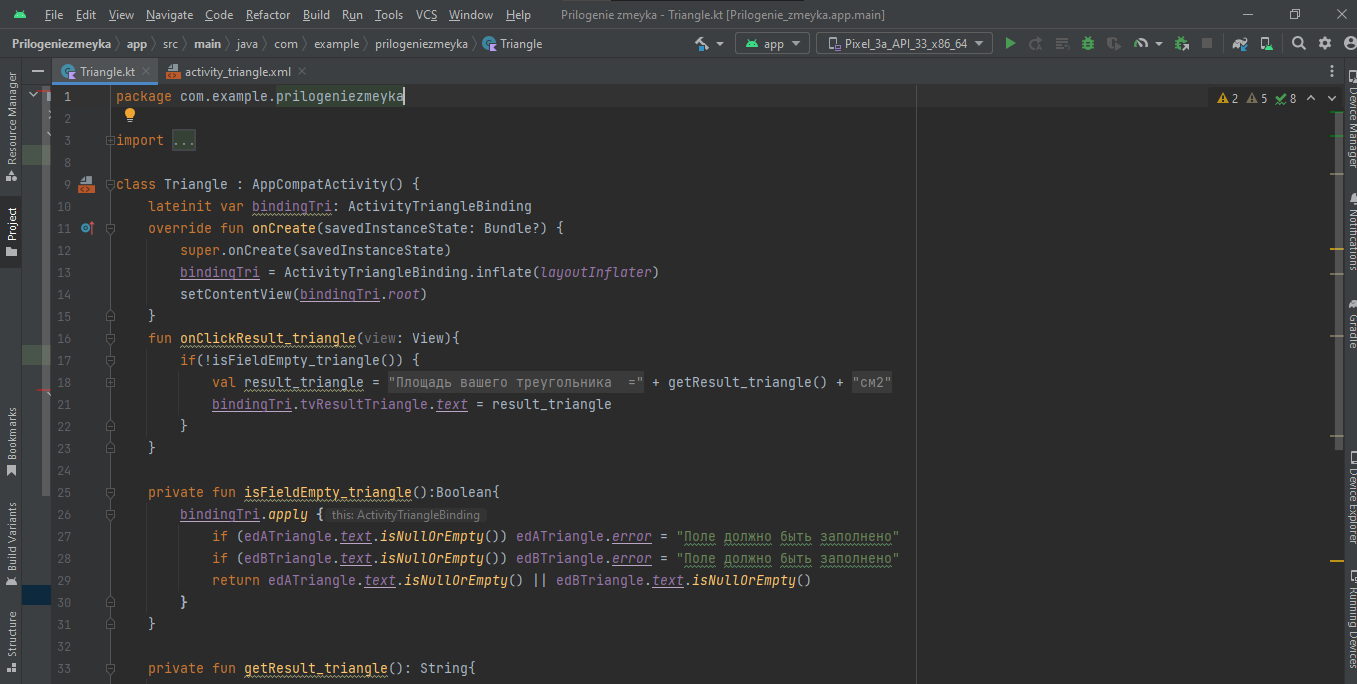 File Edit View Navigate Code Refactor Build Run Tools VCS Window Help Prilogenie zmeyka - Triangle.kt [Prilogenie_zmeyka.app.main]
Prilogeniezmeyka app src main java com example prilogeniezmeyka Triangle app Pixel_3a_API_33_x86_64
Triangle.kt activity_triangle.xml
Resource Manager
Project
Bookmarks
Build Variants
Structure
1 package com.example.prilogeniezmeyka
2 5 8
2
3 import ...
8
9 class Triangle : AppCompatActivity() {
10 lateinit var bindingTri: ActivityTriangleBinding
11 override fun onCreate(savedInstanceState: Bundle?) {
12 super.onCreate(savedInstanceState)
13 bindingTri = ActivityTriangleBinding.inflate(layoutInflater)
14 setContentView(bindingTri.root)
15 }
16 fun onClickResult_triangle(view: View){
17 if(!isFieldEmpty_triangle()) {
18 val result_triangle = "Площадь вашего треугольника =" + getResult_triangle() + "см2"
21 bindingTri.tvResultTriangle.text = result_triangle
22 }
23 }
24
25 private fun isFieldEmpty_triangle():Boolean{
26 bindingTri.apply { this: ActivityTriangleBinding
27 if (edATriangle.text.isNullOrEmpty()) edATriangle.error = "Поле должно быть заполнено"
28 if (edBTriangle.text.isNullOrEmpty()) edBTriangle.error = "Поле должно быть заполнено"
29 return edATriangle.text.isNullOrEmpty() || edBTriangle.text.isNullOrEmpty()
30 }
31 }
32
33 private fun getResult_triangle(): String{
Device Manager
Notifications
Gradle
Device Explorer
Running Devices